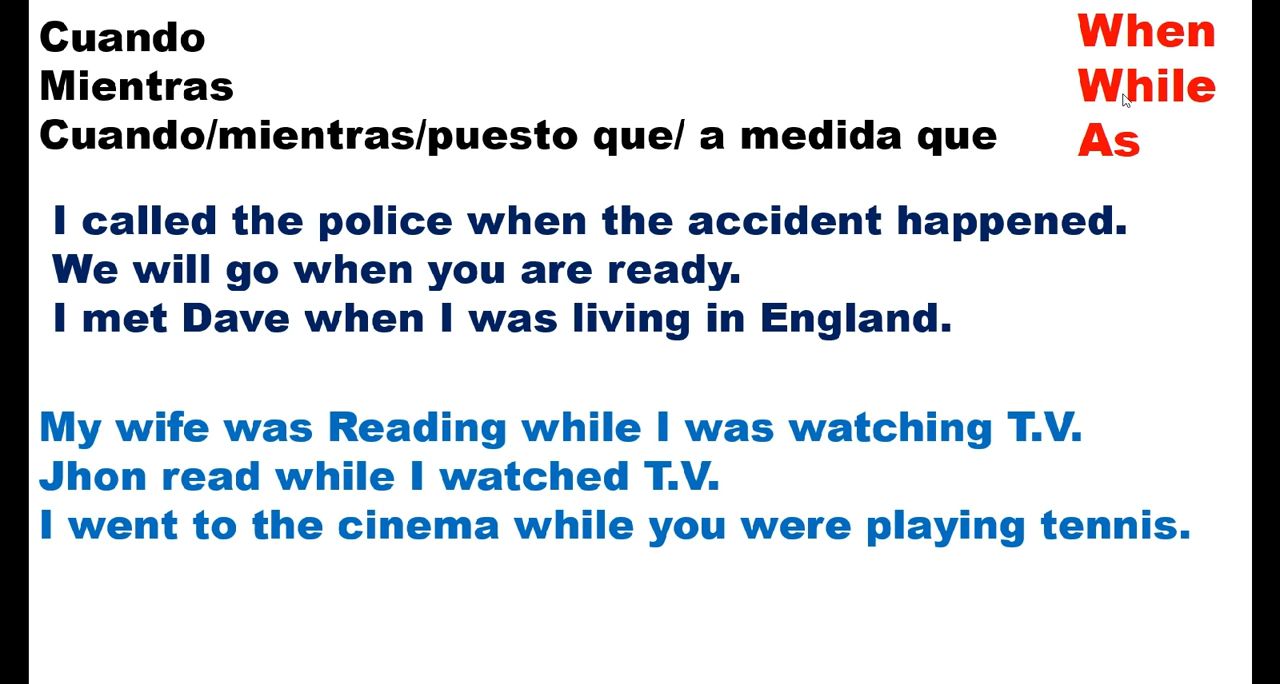 Cuando
When
Mientras
While
Cuando/mientras/puesto que/ a medida que
As
I called the police when the accident happened.
We will go when you are ready.
I met Dave when I was living in England.
My wife was Reading while I was watching T.V.
Jhon read while I watched T.V.
I went to the cinema while you were playing tennis.